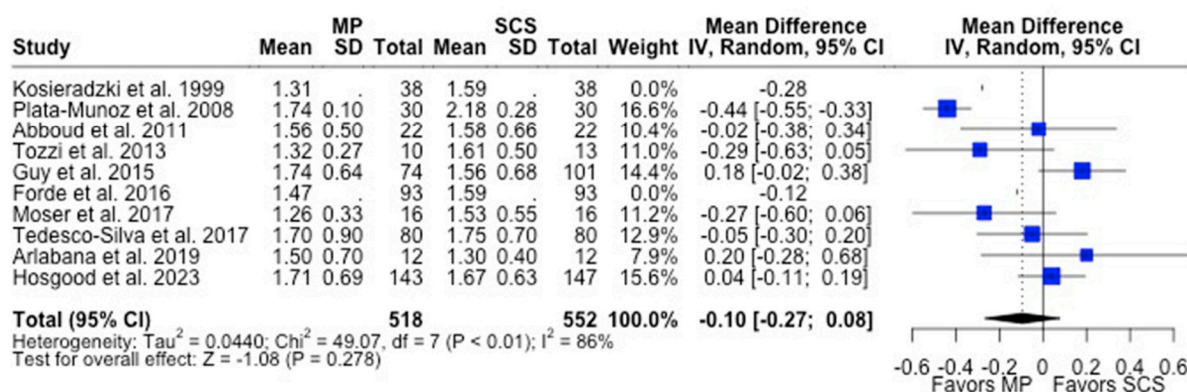 MP SCS Mean Difference Mean Difference
Study Mean SD Total Mean SD Total Weight IV, Random, 95% CI IV, Random, 95% CI
Kosieradzki et al. 1999 1.31 . 38 1.59 . 38 0.0% -0.28
Plata-Munoz et al. 2008 1.74 0.10 30 2.18 0.28 30 16.6% -0.44 [-0.55; -0.33]
Abboud et al. 2011 1.56 0.50 22 1.58 0.66 22 10.4% -0.02 [-0.38; 0.34]
Tozzi et al. 2013 1.32 0.27 10 1.61 0.50 13 11.0% -0.29 [-0.63; 0.05]
Guy et al. 2015 1.74 0.64 74 1.56 0.68 101 14.4% 0.18 [-0.02; 0.38]
Forde et al. 2016 1.47 . 93 1.59 . 93 0.0% -0.12
Moser et al. 2017 1.26 0.33 16 1.53 0.55 16 11.2% -0.27 [-0.60; 0.06]
Tedesco-Silva et al. 2017 1.70 0.90 80 1.75 0.70 80 12.9% -0.05 [-0.30; 0.20]
Arlabana et al. 2019 1.50 0.70 12 1.30 0.40 12 7.9% 0.20 [-0.28; 0.68]
Hosgood et al. 2023 1.71 0.69 143 1.67 0.63 147 15.6% 0.04 [-0.11; 0.19]
Total (95% CI) 518 552 100.0% -0.10 [-0.27; 0.08]
Heterogeneity: Tau² = 0.0440; Chi² = 49.07, df = 7 (P < 0.01); I² = 86%
Test for overall effect: Z = -1.08 (P = 0.278)
-0.6 -0.4 -0.2 0 0.2 0.4 0.6
Favors MP Favors SCS